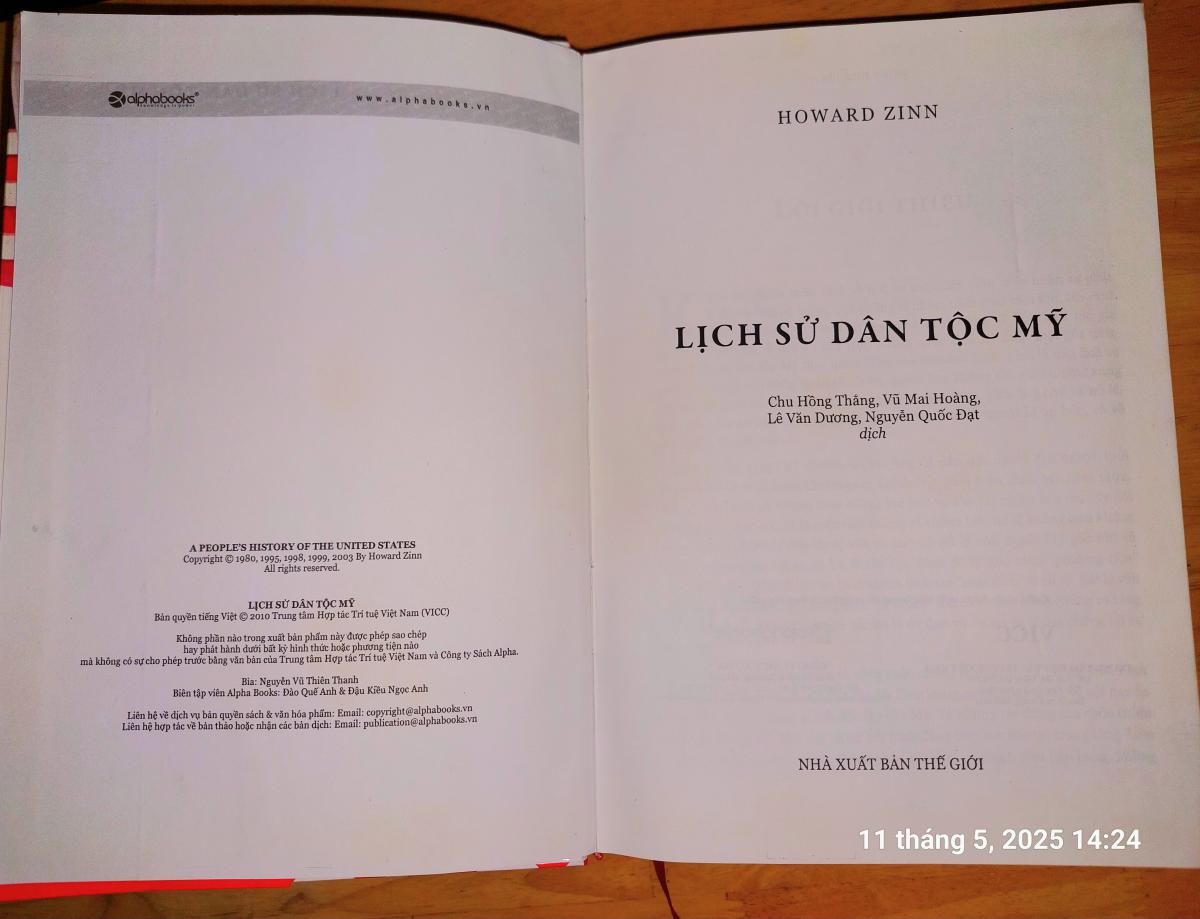 alphabooks®
knowledge is power
www.alphabooks.vn
A PEOPLE'S HISTORY OF THE UNITED STATES
Copyright © 1980, 1995, 1998, 1999, 2003 By Howard Zinn
All rights reserved.
LỊCH SỬ DÂN TỘC MỸ
Bản quyền tiếng Việt © 2010 Trung tâm Hợp tác Trí tuệ Việt Nam (VICC)
Không phần nào trong xuất bản phẩm này được phép sao chép
hay phát hành dưới bất kỳ hình thức hoặc phương tiện nào
mà không có sự cho phép trước bằng văn bản của Trung tâm Hợp tác Trí tuệ Việt Nam và Công ty Sách Alpha.
Bìa: Nguyễn Vũ Thiên Thanh
Biên tập viên Alpha Books: Đào Quế Anh & Đậu Kiều Ngọc Anh
Liên hệ về dịch vụ bản quyền sách & văn hóa phẩm: Email: copyright@alphabooks.vn
Liên hệ hợp tác về bản thảo hoặc nhận các bản dịch: Email: publication@alphabooks.vn
HOWARD ZINN
LỊCH SỬ DÂN TỘC MỸ
Chu Hồng Thắng, Vũ Mai Hoàng,
Lê Văn Dương, Nguyễn Quốc Đạt
dịch
NHÀ XUẤT BẢN THẾ GIỚI
11 tháng 5, 2025 14:24